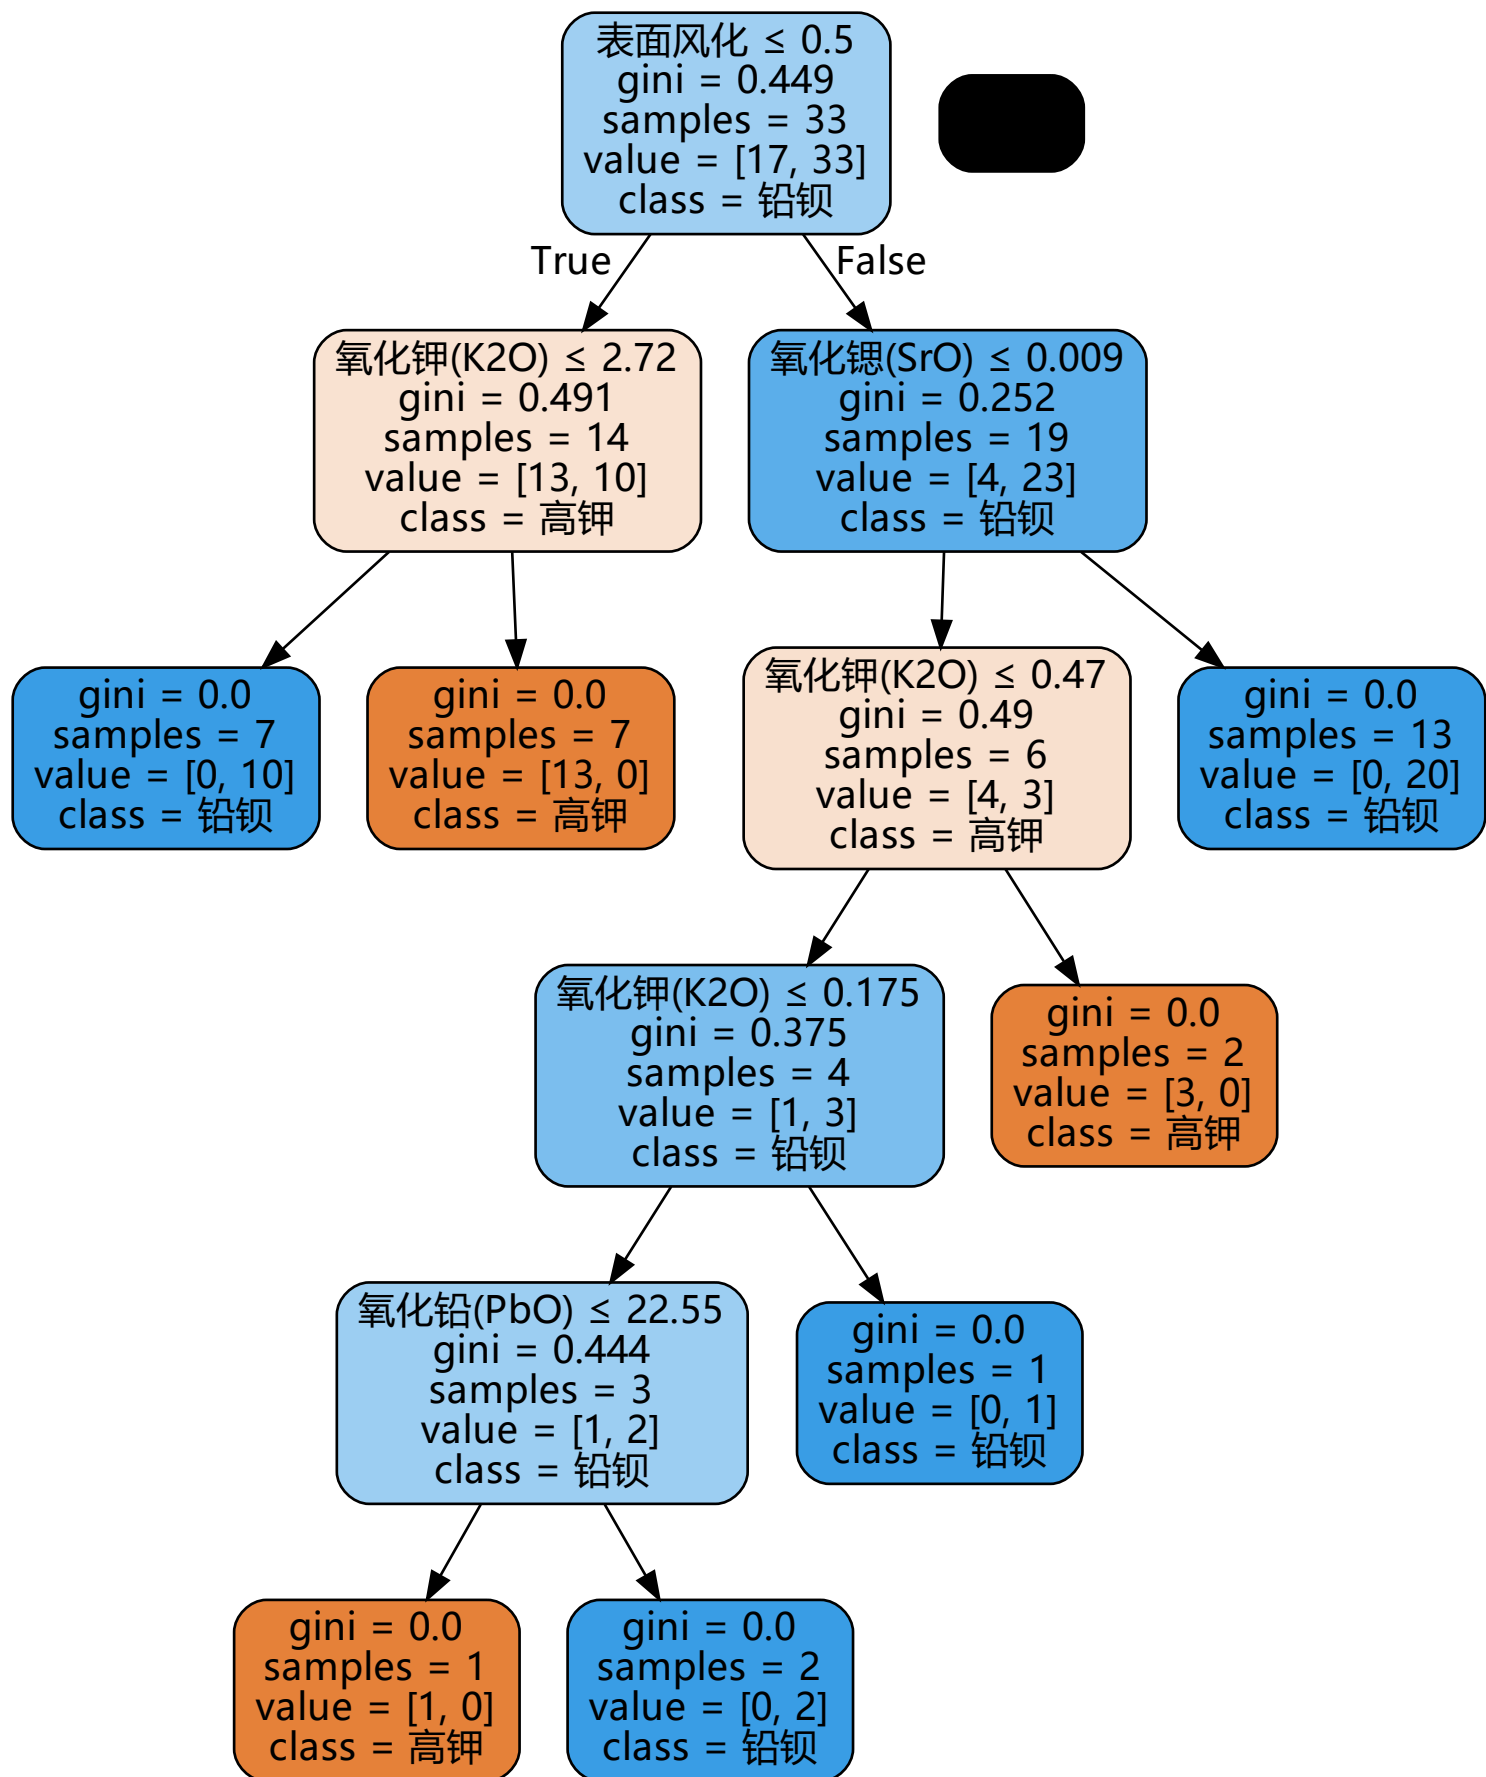 表面风化 ≤ 0.5
gini = 0.449
samples = 33
value = [17, 33]
class = 铅钡
True
False
氧化钾(K2O) ≤ 2.72
gini = 0.491
samples = 14
value = [13, 10]
class = 高钾
氧化锶(SrO) ≤ 0.009
gini = 0.252
samples = 19
value = [4, 23]
class = 铅钡
gini = 0.0
samples = 7
value = [0, 10]
class = 铅钡
gini = 0.0
samples = 7
value = [13, 0]
class = 高钾
氧化钾(K2O) ≤ 0.47
gini = 0.49
samples = 6
value = [4, 3]
class = 高钾
gini = 0.0
samples = 13
value = [0, 20]
class = 铅钡
氧化钾(K2O) ≤ 0.175
gini = 0.375
samples = 4
value = [1, 3]
class = 铅钡
gini = 0.0
samples = 2
value = [3, 0]
class = 高钾
氧化铅(PbO) ≤ 22.55
gini = 0.444
samples = 3
value = [1, 2]
class = 铅钡
gini = 0.0
samples = 1
value = [0, 1]
class = 铅钡
gini = 0.0
samples = 1
value = [1, 0]
class = 高钾
gini = 0.0
samples = 2
value = [0, 2]
class = 铅钡